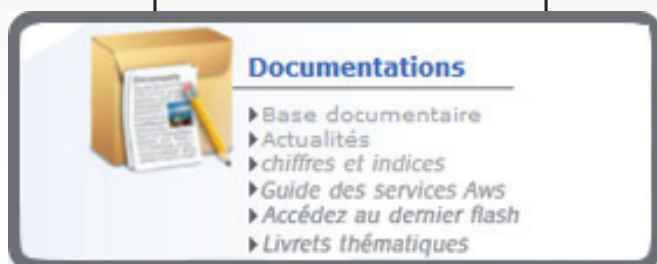 Documentations
Base documentaire
Actualités
chiffres et indices
Guide des services Aws
Accédez au dernier flash
Livrets thématiques